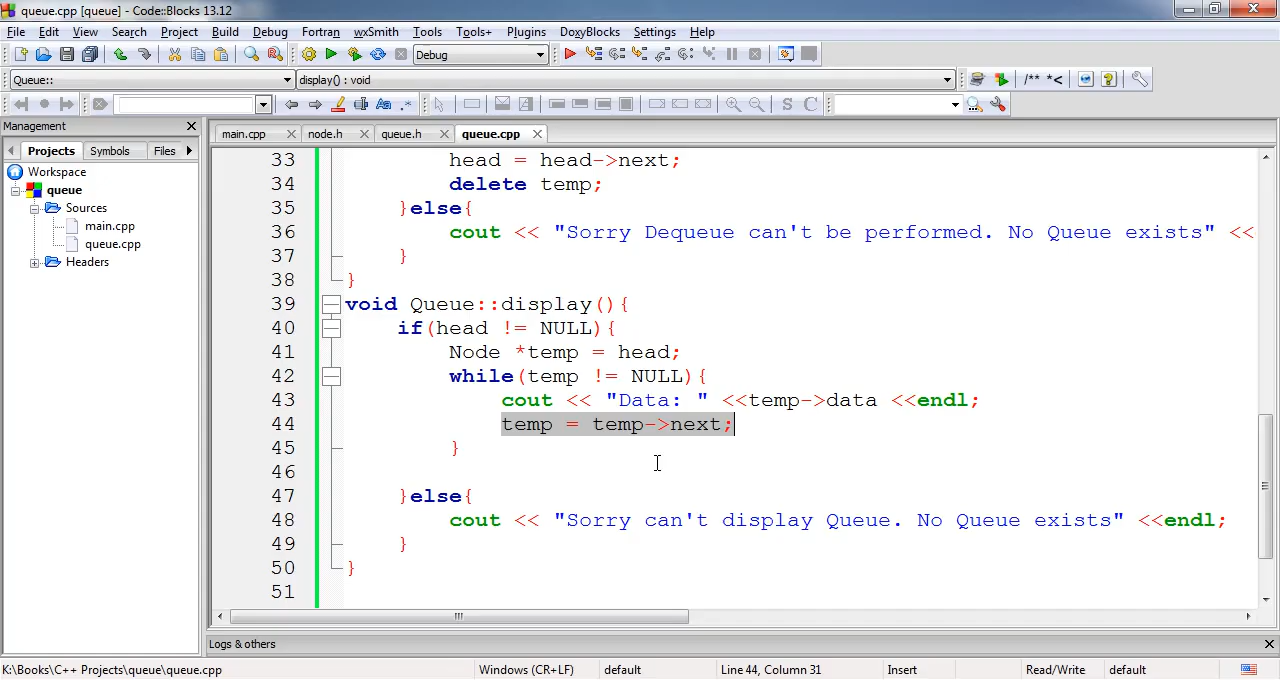 queue.cpp [queue] - Code::Blocks 13.12
File Edit View Search Project Build Debug Fortran wxSmith Tools Tools+ Plugins DoxyBlocks Settings Help
Debug
Queue:: display() : void
/** *<
Aa .* S C
Management
main.cpp node.h queue.h queue.cpp
Projects Symbols Files
Workspace
queue
Sources
main.cpp
queue.cpp
Headers
33 head = head->next;
34 delete temp;
35 }else{
36 cout << "Sorry Dequeue can't be performed. No Queue exists" <<
37 }
38 }
39 void Queue::display(){
40 if(head != NULL){
41 Node *temp = head;
42 while(temp != NULL){
43 cout << "Data: " <<temp->data <<endl;
44 temp = temp->next;
45 }
46
47 }else{
48 cout << "Sorry can't display Queue. No Queue exists" <<endl;
49 }
50 }
51
Logs & others
K:\Books\C++ Projects\queue\queue.cpp Windows (CR+LF) default Line 44, Column 31 Insert Read/Write default